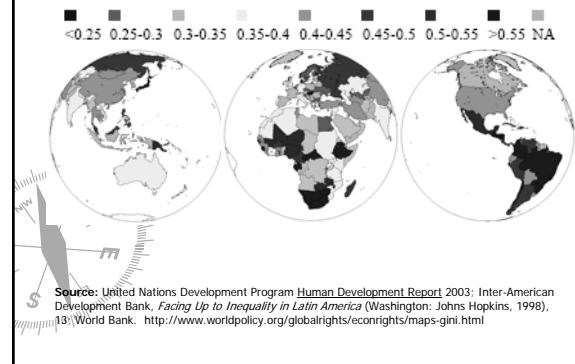 <0.25 0.25-0.3 0.3-0.35 0.35-0.4 0.4-0.45 0.45-0.5 0.5-0.55 >0.55 NA
NW
E
S
Source: United Nations Development Program Human Development Report 2003; Inter-American
Development Bank, Facing Up to Inequality in Latin America (Washington: Johns Hopkins, 1998),
13; World Bank. http://www.worldpolicy.org/globalrights/econrights/maps-gini.html